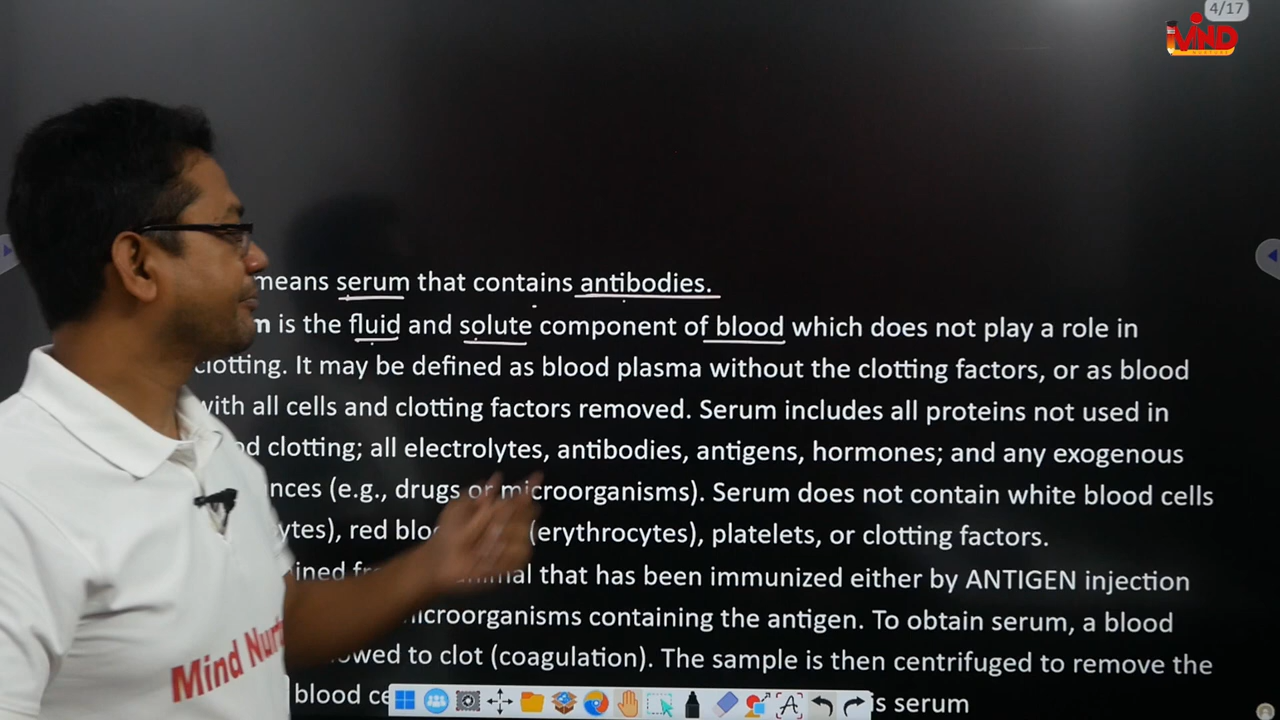 4/17
MIND
means serum that contains antibodies.
m is the fluid and solute component of blood which does not play a role in
clotting. It may be defined as blood plasma without the clotting factors, or as blood
with all cells and clotting factors removed. Serum includes all proteins not used in
d clotting; all electrolytes, antibodies, antigens, hormones; and any exogenous
nces (e.g., drugs or microorganisms). Serum does not contain white blood cells
ytes), red blo (erythrocytes), platelets, or clotting factors.
ined that has been immunized either by ANTIGEN injection
microorganisms containing the antigen. To obtain serum, a blood
owed to clot (coagulation). The sample is then centrifuged to remove the
blood ce is serum
Mind Nurt